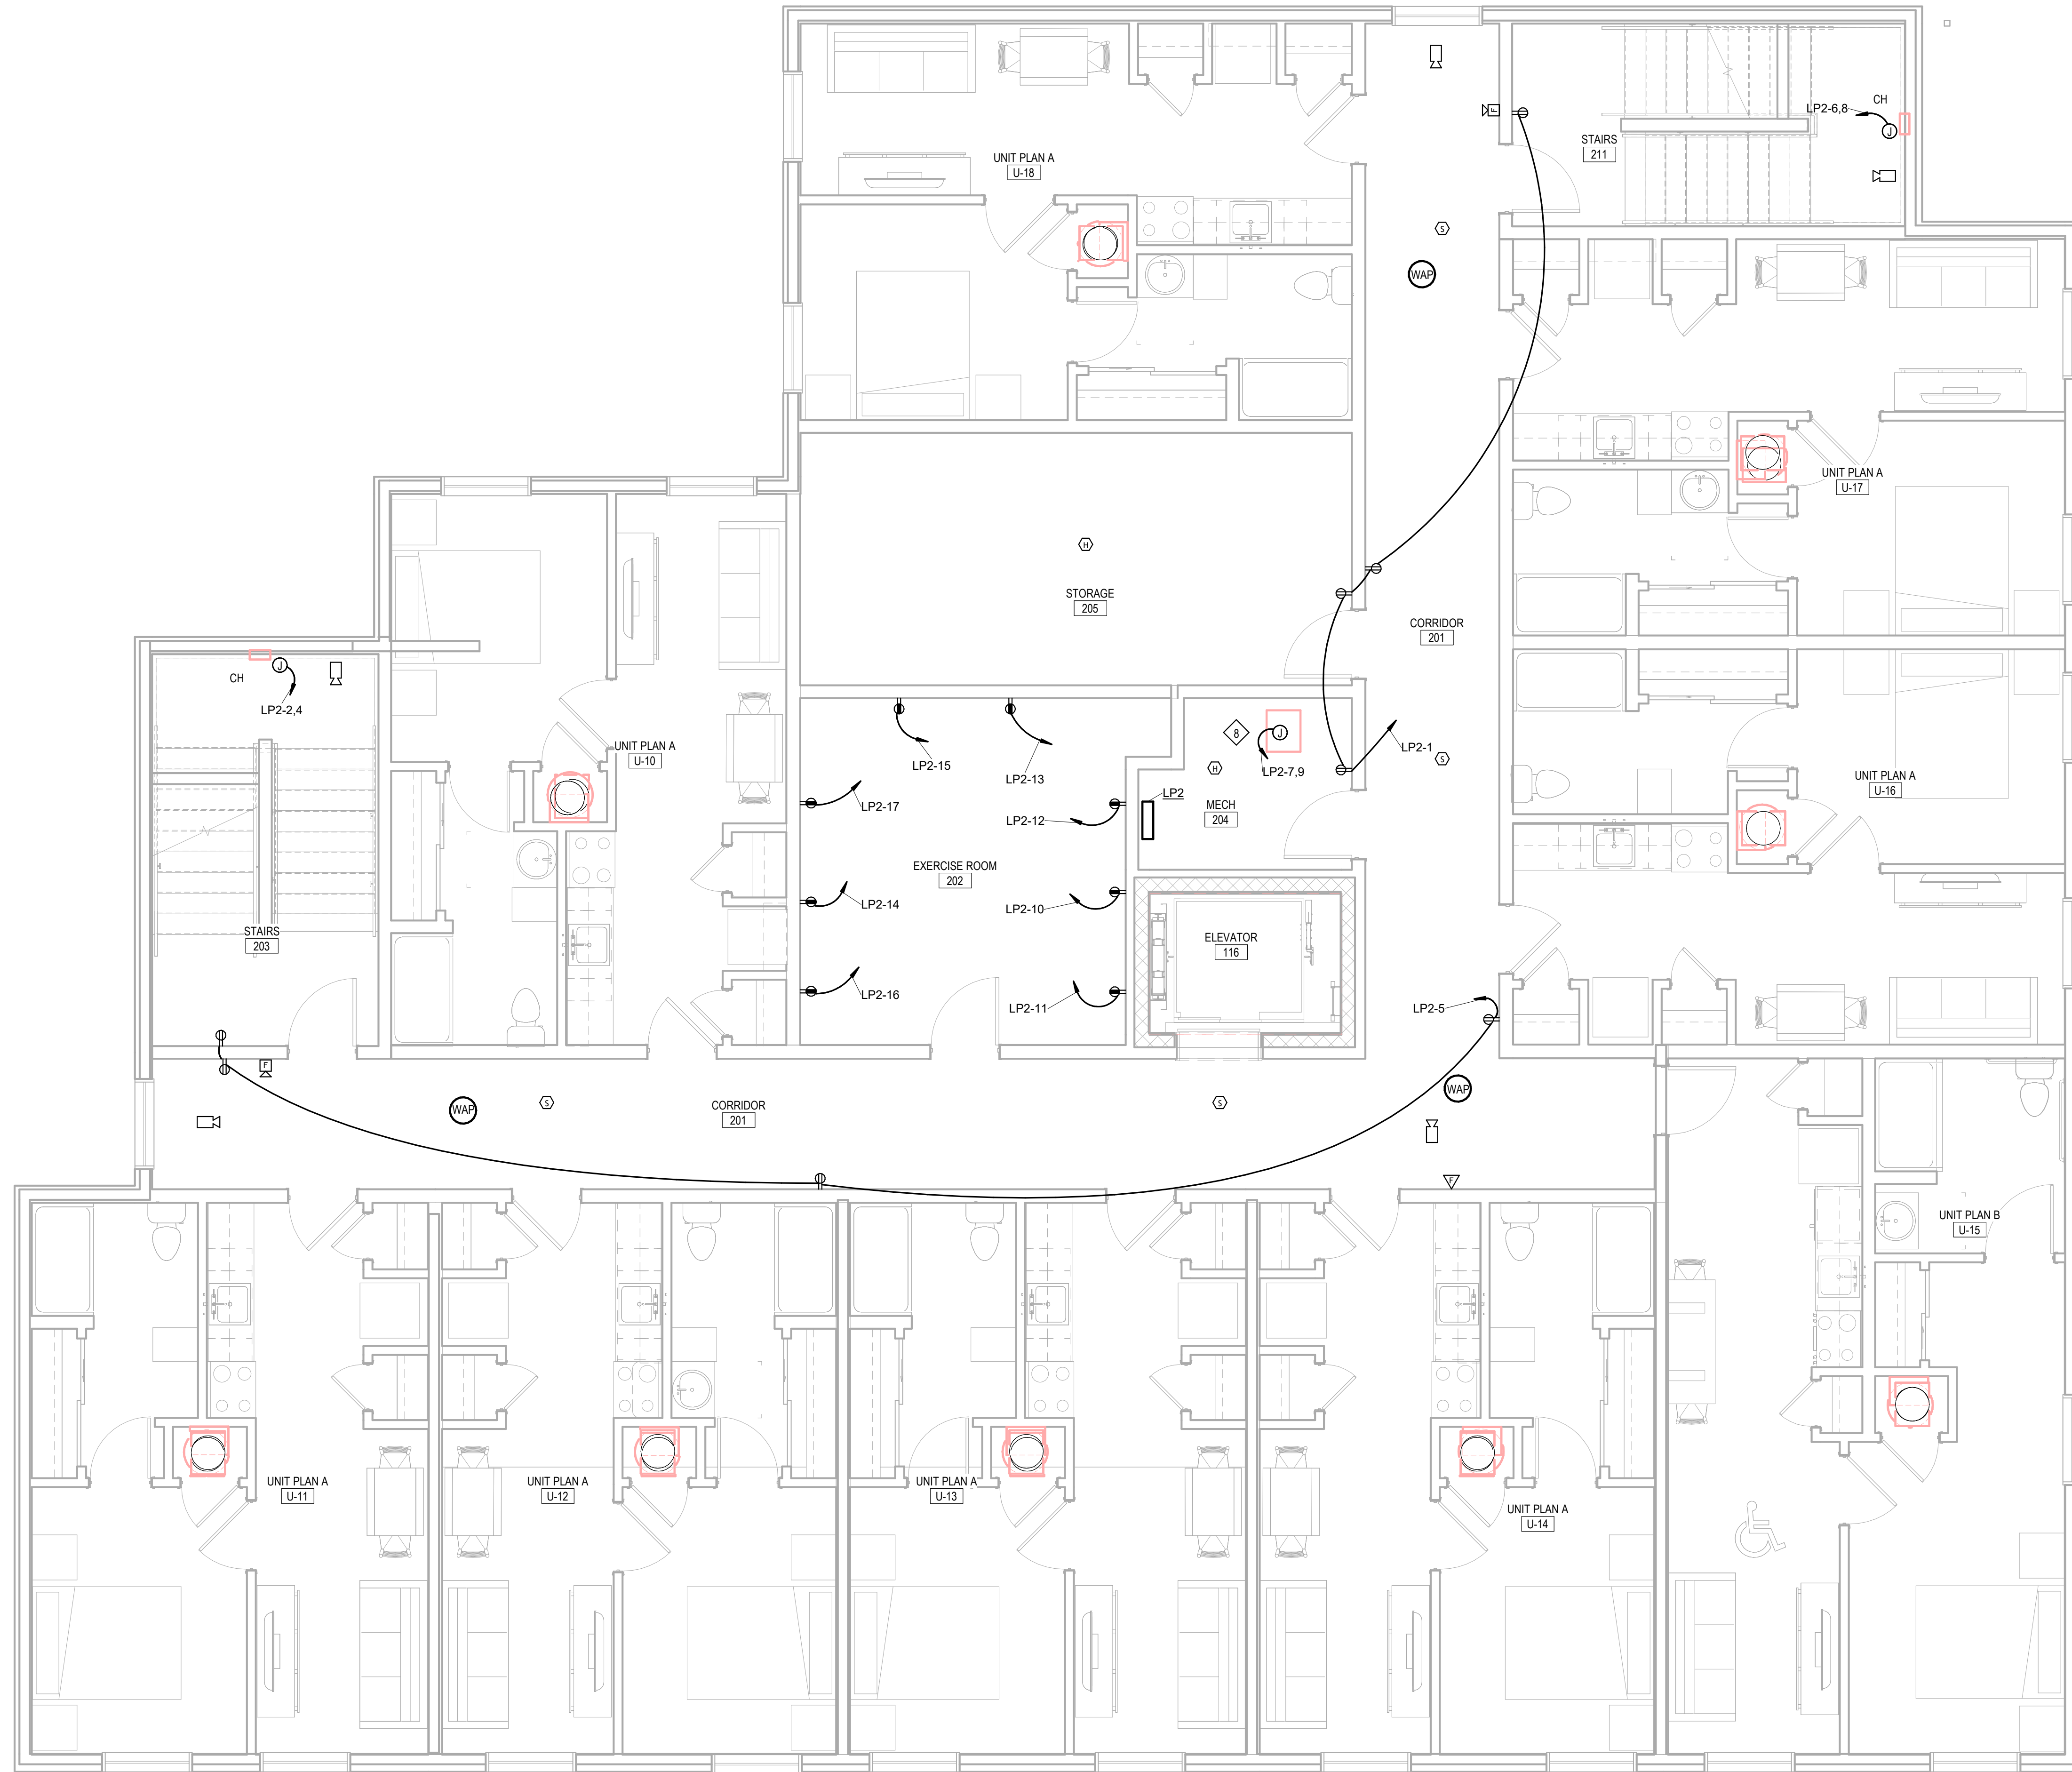 UNIT PLAN A
U-18
F
LP2-6,8
CH
J
STAIRS
211
S
WAP
UNIT PLAN A
U-17
H
STORAGE
205
CORRIDOR
201
CH
J
LP2-2,4
UNIT PLAN A
U-10
LP2-15
LP2-13
8
J
LP2-7,9
H
LP2-1
S
UNIT PLAN A
U-16
LP2-17
LP2-12
LP2
MECH
204
EXERCISE ROOM
202
LP2-14
LP2-10
STAIRS
203
ELEVATOR
116
LP2-16
LP2-11
LP2-5
F
WAP
S
CORRIDOR
201
S
WAP
F
UNIT PLAN B
U-15
UNIT PLAN A
U-11
UNIT PLAN A
U-12
UNIT PLAN A
U-13
UNIT PLAN A
U-14